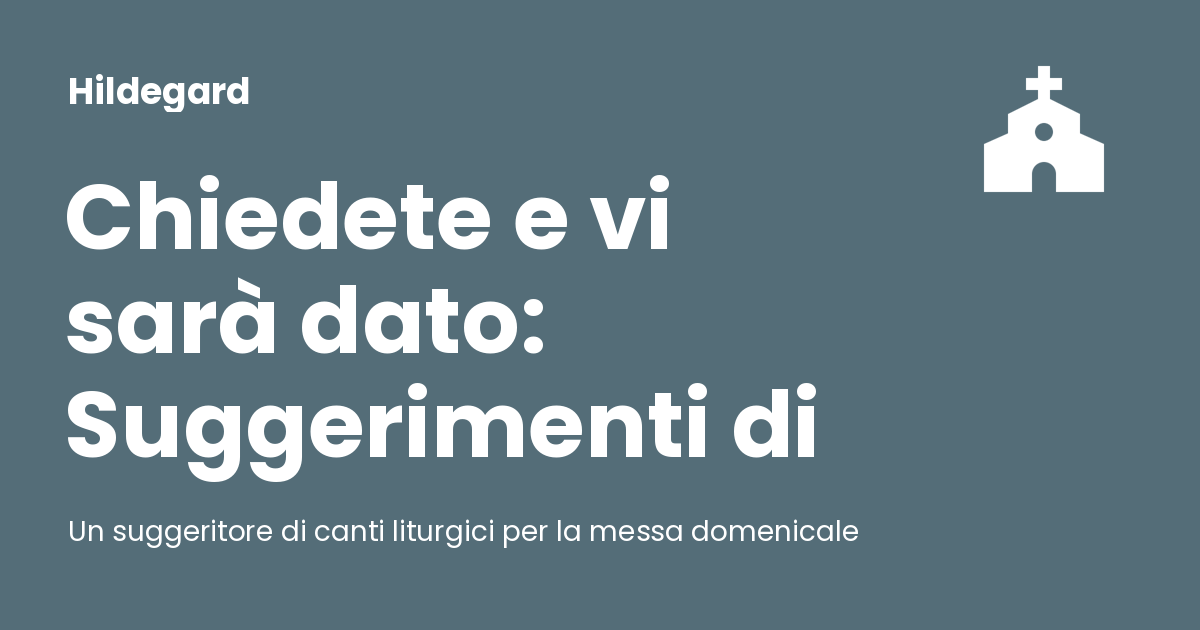 Hildegard
Chiedete e vi
sarà dato:
Suggerimenti di
Un suggeritore di canti liturgici per la messa domenicale